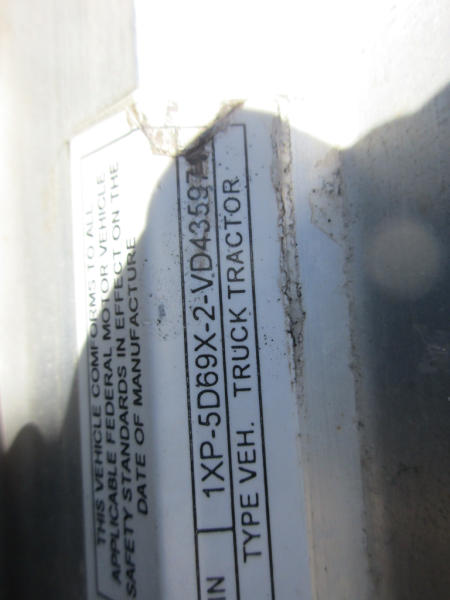 THIS VEHICLE CONFORMS TO ALL
APPLICABLE FEDERAL MOTOR VEHICLE
SAFETY STANDARDS IN EFFECT ON THE
DATE OF MANUFACTURE
IN 1XP-5D69X-2-VD43597
TYPE VEH. TRUCK TRACTOR